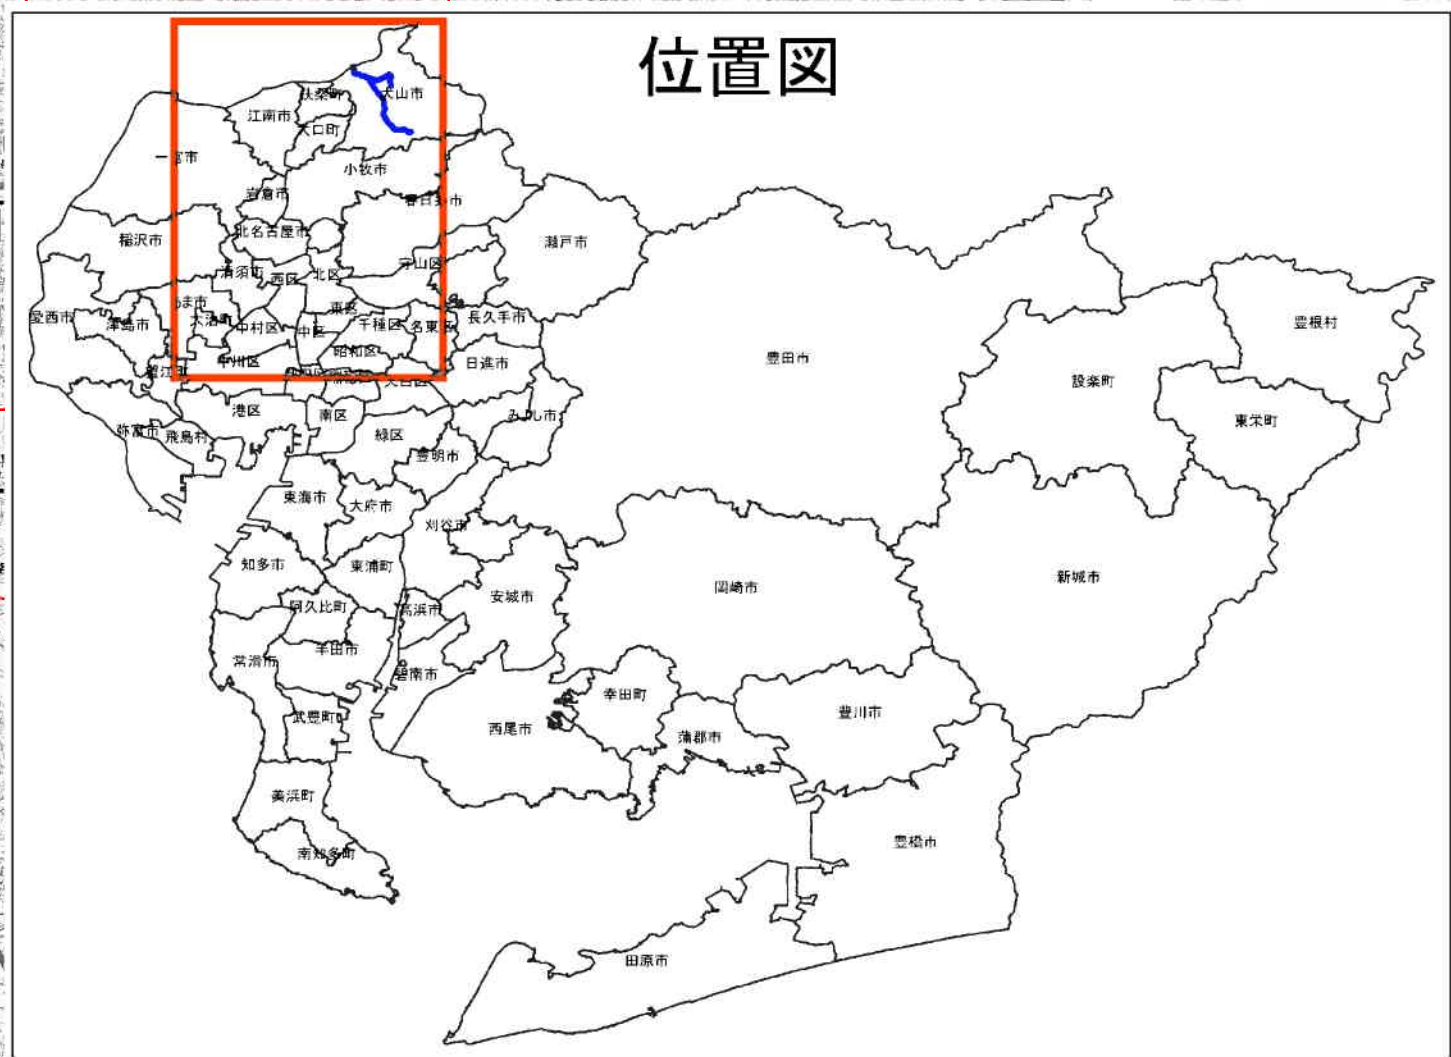 位置図
扶桑町
犬山市
江南市
大口町
一宮市
小牧市
岩倉市
春日井市
稲沢市
北名古屋市
瀬戸市
清須市
西区
北区
守山区
あま市
東区
愛西市
津島市
大治町
中村区
中区
千種区
名東区
長久手市
豊根村
昭和区
豊田市
中川区
日進市
蟹江町
天白区
設楽町
港区
南区
みよし市
東栄町
弥富市
飛島村
緑区
豊明市
東海市
大府市
刈谷市
知多市
東浦町
岡崎市
新城市
安城市
阿久比町
高浜市
半田市
常滑市
碧南市
幸田町
武豊町
西尾市
蒲郡市
豊川市
美浜町
豊橋市
南知多町
田原市